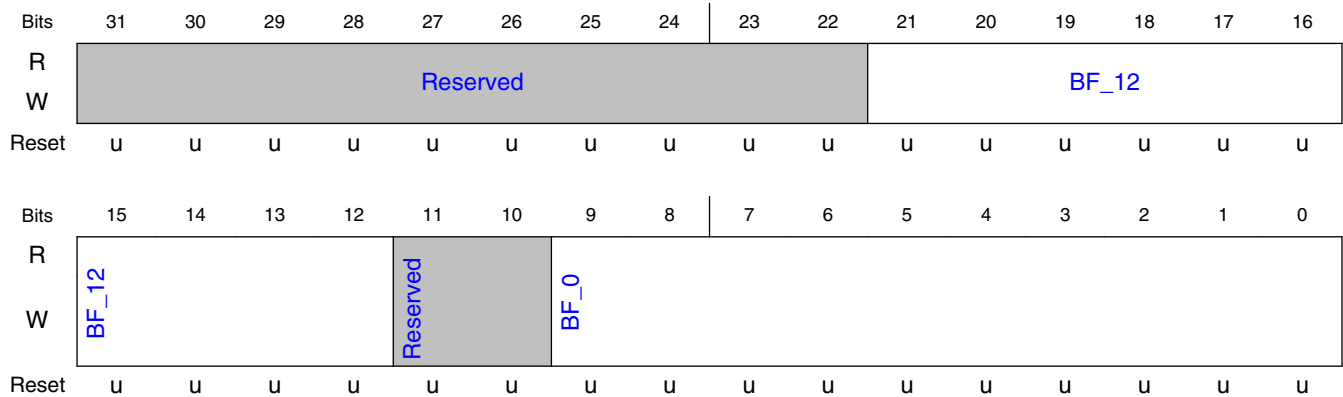 Bits 31 30 29 28 27 26 25 24 23 22 21 20 19 18 17 16
R
Reserved BF_12
W
Reset u u u u u u u u u u u u u u u u
Bits 15 14 13 12 11 10 9 8 7 6 5 4 3 2 1 0
R
BF_12 Reserved BF_0
W
Reset u u u u u u u u u u u u u u u u